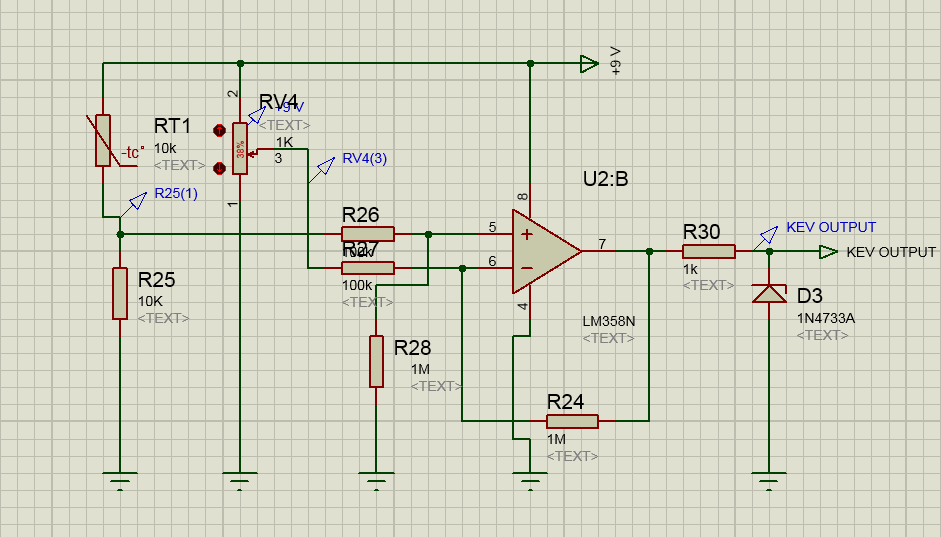 +9 V
2
RV4
+9 V
<TEXT>
RT1
10k
<TEXT>
-tc°
38%
1K
3
RV4(3)
R25(1)
1
U2:B
8
R26
100k
5
R27
100k
<TEXT>
6
7
4
R30
1k
<TEXT>
KEV OUTPUT
KEV OUTPUT
R25
10K
<TEXT>
D3
1N4733A
<TEXT>
LM358N
<TEXT>
R28
1M
<TEXT>
R24
1M
<TEXT>